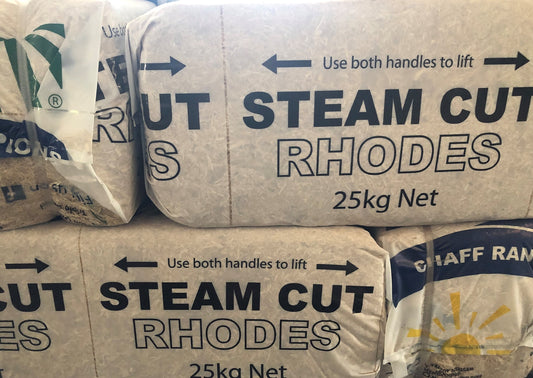 Use both handles to lift
STEAM CUT
RHODES
25kg Net
UT
S
®
Use both handles to lift
STEAM CUT
RHODES
25kg Net
CUT
ES
CHAFF RAN